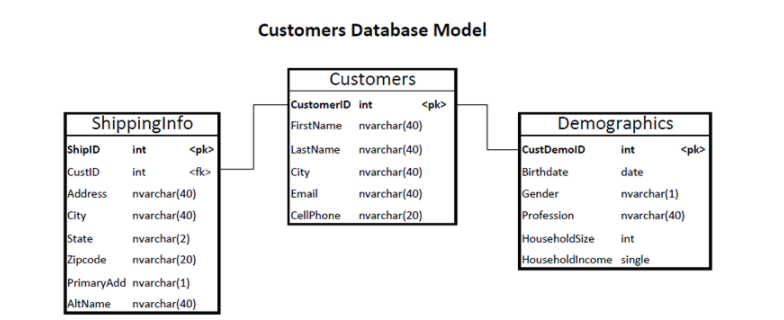 Customers Database Model
Customers
CustomerID int <pk>
FirstName nvarchar(40)
LastName nvarchar(40)
City nvarchar(40)
Email nvarchar(40)
CellPhone nvarchar(20)
ShippingInfo
ShipID int <pk>
CustID int <fk>
Address nvarchar(40)
City nvarchar(40)
State nvarchar(2)
Zipcode nvarchar(20)
PrimaryAdd nvarchar(1)
AltName nvarchar(40)
Demographics
CustDemoID int <pk>
Birthdate date
Gender nvarchar(1)
Profession nvarchar(40)
HouseholdSize int
HouseholdIncome single